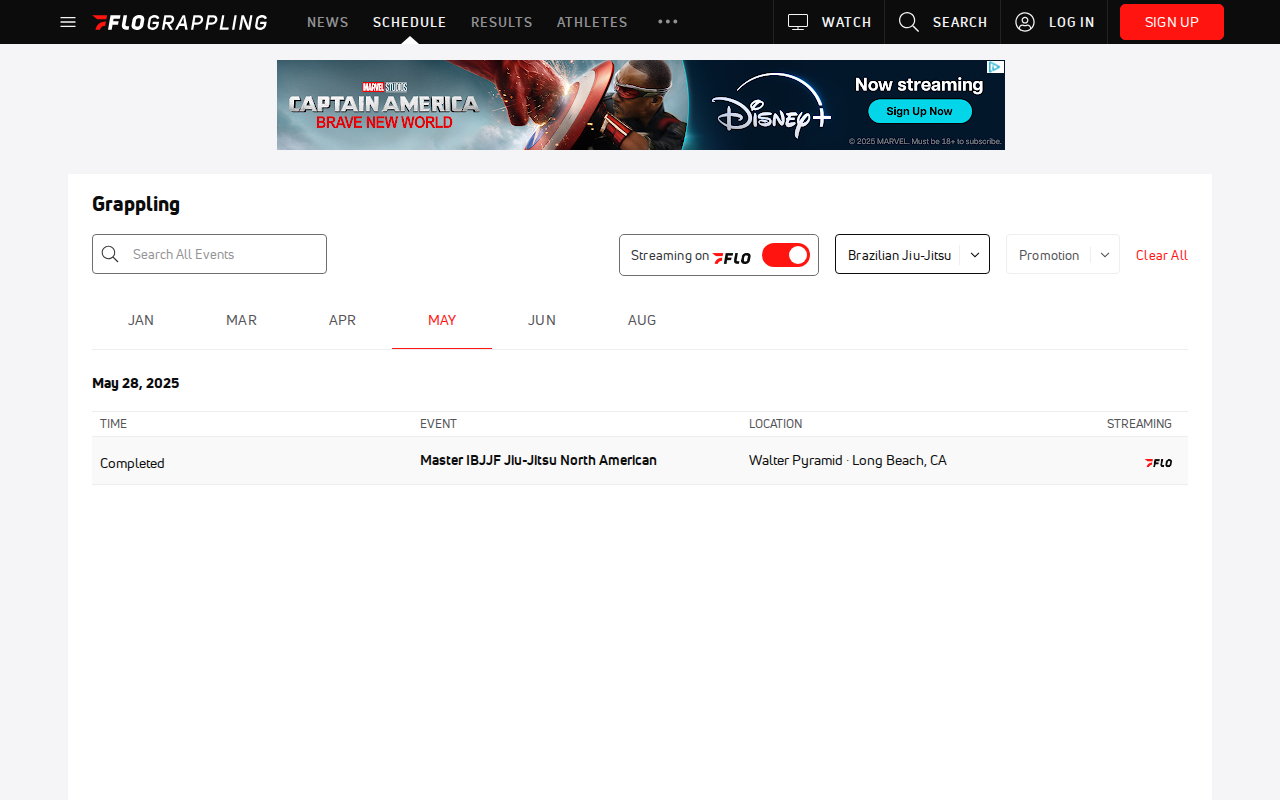 FLOGRAPPLING
NEWS
SCHEDULE
RESULTS
ATHLETES
WATCH
SEARCH
LOG IN
SIGN UP
MARVEL STUDIOS
CAPTAIN AMERICA
BRAVE NEW WORLD
Disney+
Now streaming
Sign Up Now
© 2025 MARVEL. Must be 18+ to subscribe.
Grappling
Search All Events
Streaming on FLO
Brazilian Jiu-Jitsu
Promotion
Clear All
JAN
MAR
APR
MAY
JUN
AUG
May 28, 2025
TIME
EVENT
LOCATION
STREAMING
Completed
Master IBJJF Jiu-Jitsu North American
Walter Pyramid · Long Beach, CA
FLO